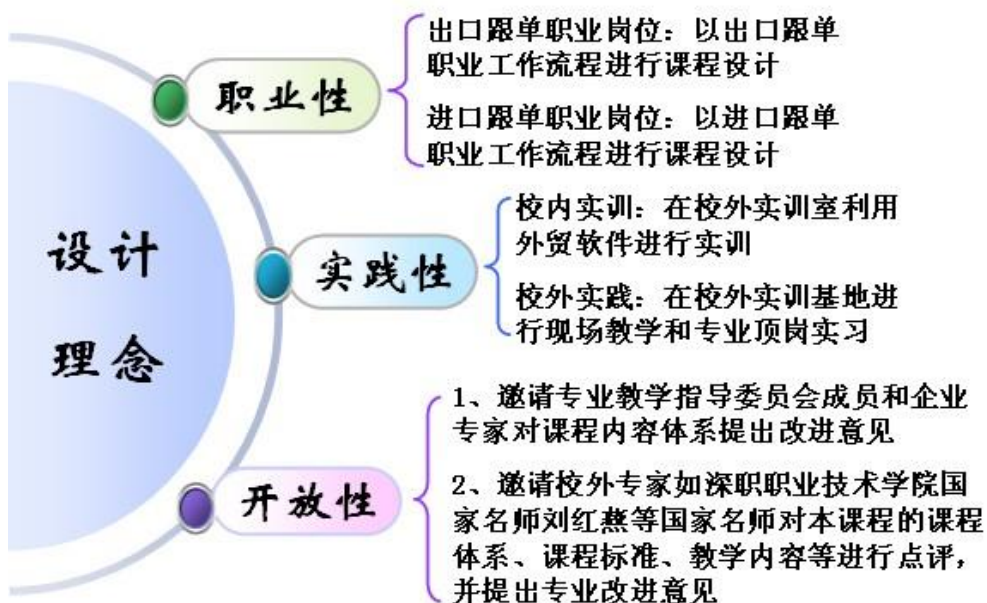 设计
理念
职业性
出口跟单职业岗位：以出口跟单
职业工作流程进行课程设计
进口跟单职业岗位：以进口跟单
职业工作流程进行课程设计
实践性
校内实训：在校外实训室利用
外贸软件进行实训
校外实践：在校外实训基地进
行现场教学和专业顶岗实习
开放性
1、邀请专业教学指导委员会成员和企业
专家对课程内容体系提出改进意见
2、邀请校外专家如深职职业技术学院国
家名师刘红燕等国家名师对本课程的课程
体系、课程标准、教学内容等进行点评，
并提出专业改进意见